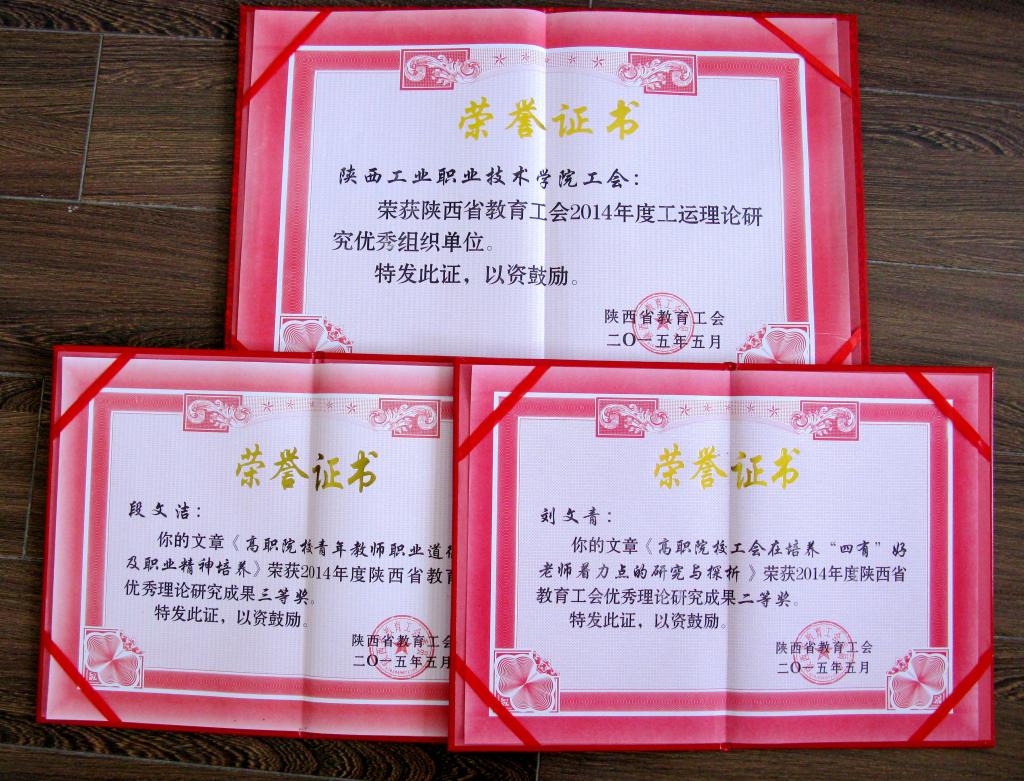 荣誉证书
陕西工业职业技术学院工会：
荣获陕西省教育工会2014年度工运理论研
究优秀组织单位。
特发此证，以资鼓励。
陕西省教育工会
二〇一五年五月
荣誉证书
段文洁：
你的文章《高职院校青年教师职业道
及职业精神培养》荣获2014年度陕西省教
优秀理论研究成果三等奖。
特发此证，以资鼓励。
陕西省教育工会
二〇一五年五月
荣誉证书
刘文青：
你的文章《高职院校工会在培养“四有”好
老师着力点的研究与探析》荣获2014年度陕西省
教育工会优秀理论研究成果二等奖。
特发此证，以资鼓励。
陕西省教育工会
二〇一五年五月